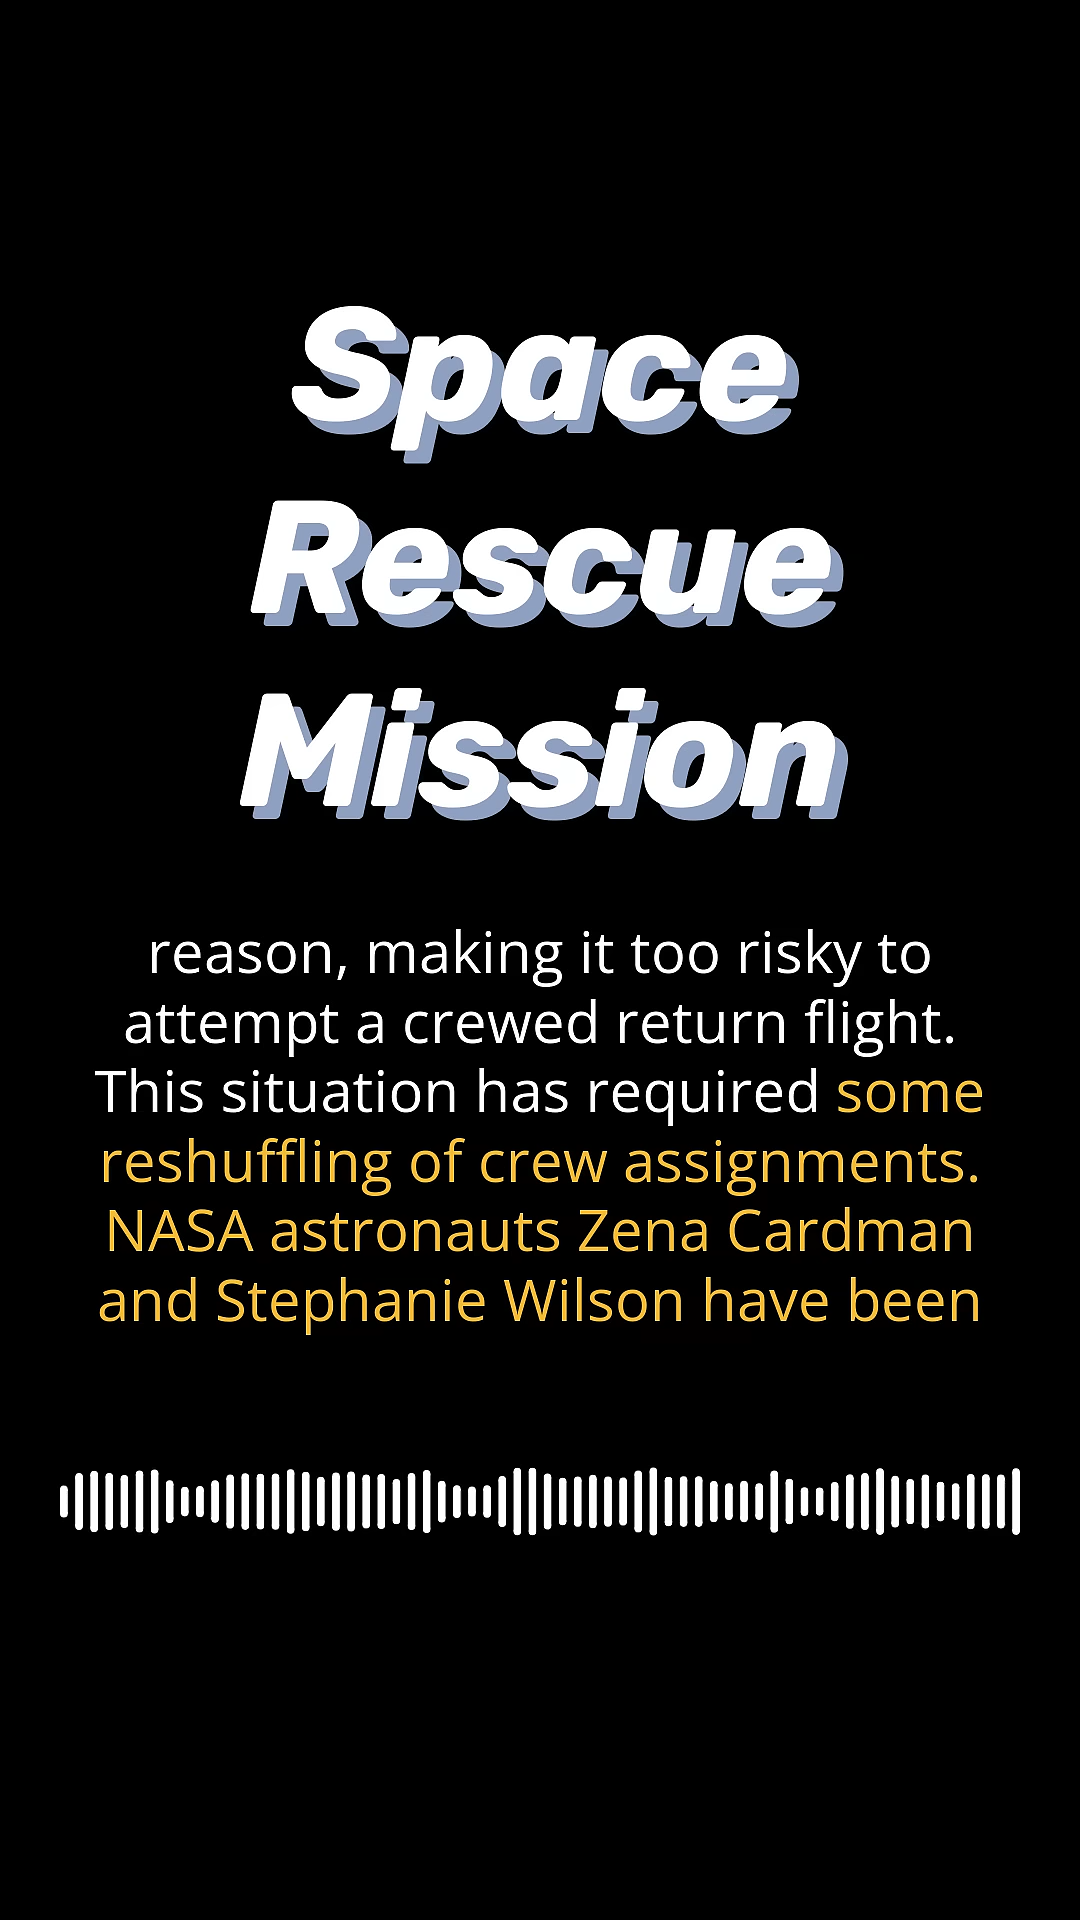 Space
Rescue
Mission
reason, making it too risky to
attempt a crewed return flight.
This situation has required some
reshuffling of crew assignments.
NASA astronauts Zena Cardman
and Stephanie Wilson have been